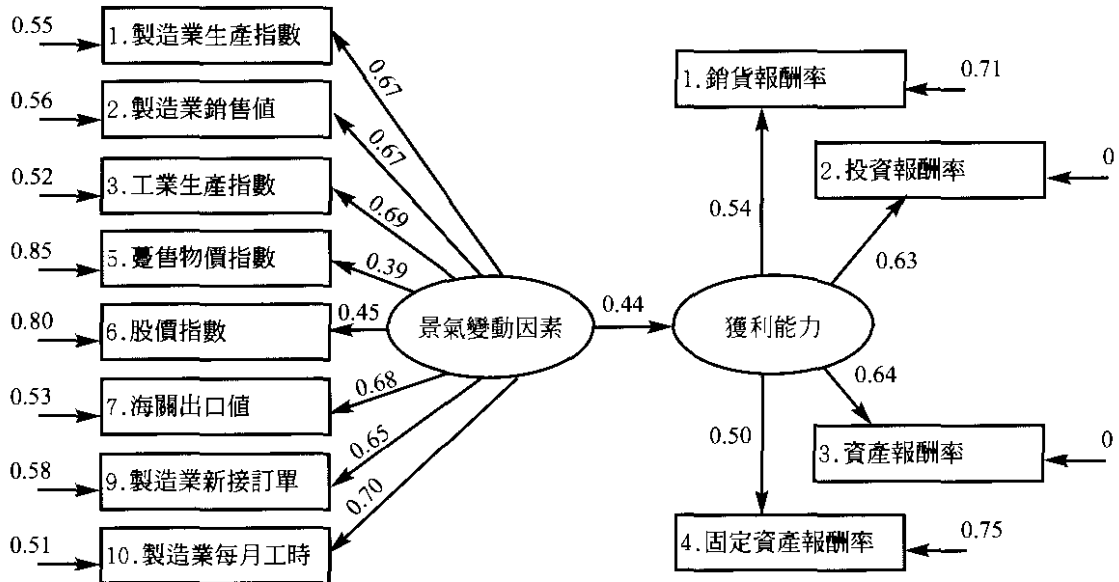 0.55
1.製造業生產指數
0.67
0.56
2.製造業銷售值
0.67
0.52
3.工業生產指數
0.69
0.85
5.躉售物價指數
0.39
0.80
6.股價指數
0.45
0.53
7.海關出口值
0.68
0.58
9.製造業新接訂單
0.65
0.51
10.製造業每月工時
0.70
景氣變動因素
0.44
獲利能力
1.銷貨報酬率
0.71
0.54
2.投資報酬率
0
0.63
3.資產報酬率
0
0.64
4.固定資產報酬率
0.75
0.50